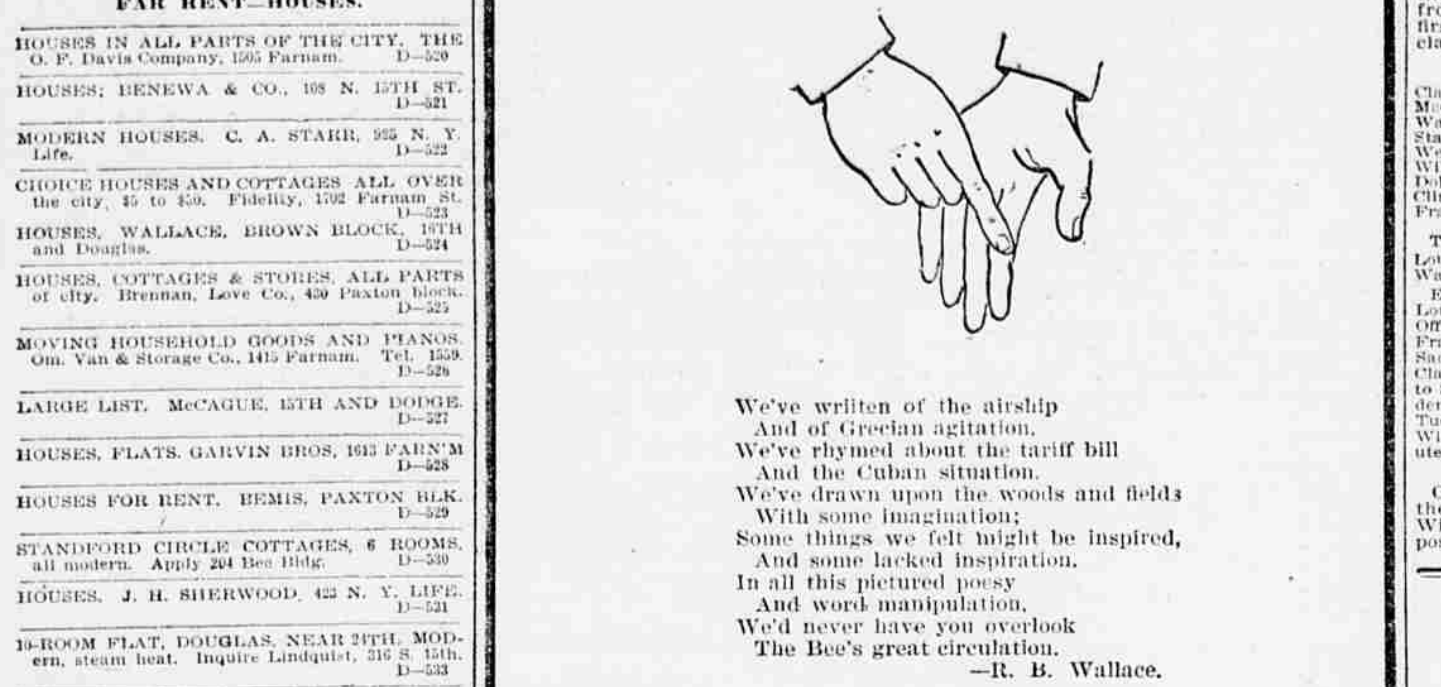 FAR RENT—HOUSES.
HOUSES IN ALL PARTS OF THE CITY. THE
O. F. Davis Company, 1505 Farnam. D—520
HOUSES; BENEWA & CO., 108 N. 15TH ST.
D—521
MODERN HOUSES. C. A. STARR, 925 N. Y.
Life. D—522
CHOICE HOUSES AND COTTAGES ALL OVER
the city, $5 to $50. Fidelity, 1702 Farnam St.
D—523
HOUSES, WALLACE, BROWN BLOCK, 16TH
and Douglas. D—524
HOUSES, COTTAGES & STORES, ALL PARTS
of city. Brennan, Love Co., 430 Paxton block.
D—525
MOVING HOUSEHOLD GOODS AND PIANOS.
Om. Van & Storage Co., 1415 Farnam. Tel. 1559.
D—526
LARGE LIST. McCAGUE, 15TH AND DODGE.
D—527
HOUSES, FLATS. GARVIN BROS, 1613 FARN'M
D—528
HOUSES FOR RENT. BEMIS, PAXTON BLK.
D—529
STANDFORD CIRCLE COTTAGES, 6 ROOMS,
all modern. Apply 204 Bee Bldg. D—530
HOUSES. J. H. SHERWOOD, 423 N. Y. LIFE.
D—531
10-ROOM FLAT, DOUGLAS, NEAR 24TH, MOD-
ern, steam heat. Inquire Lindquist, 316 S. 15th.
D—533
We've wriiten of the airship
And of Grecian agitation.
We've rhymed about the tariff bill
And the Cuban situation.
We've drawn upon the woods and fields
With some imagination;
Some things we felt might be inspired,
And some lacked inspiration.
In all this pictured poesy
And word manipulation,
We'd never have you overlook
The Bee's great circulation.
—R. B. Wallace.